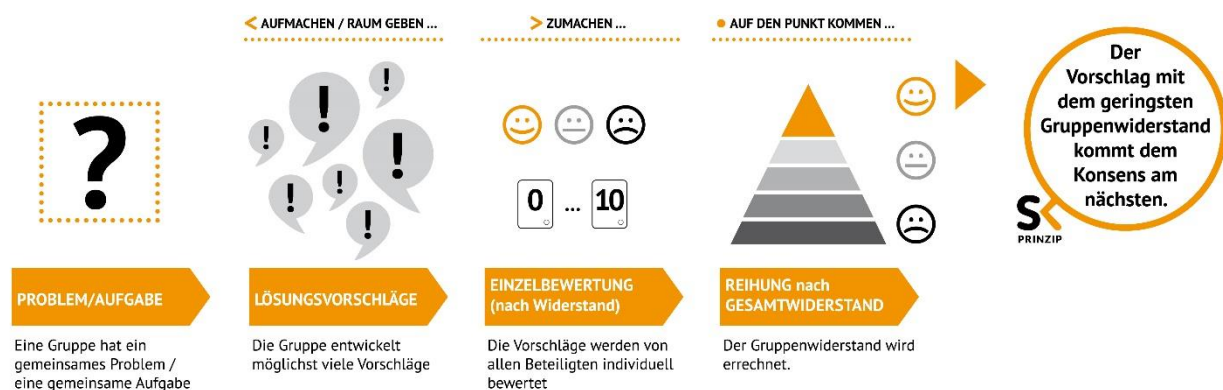 < AUFMACHEN / RAUM GEBEN ...
> ZUMACHEN ...
● AUF DEN PUNKT KOMMEN ...
?
! ! ! ! ! ! !
0 ... 10
Der
Vorschlag mit
dem geringsten
Gruppenwiderstand
kommt dem
Konsens am
nächsten.
SK
PRINZIP
PROBLEM/AUFGABE
Eine Gruppe hat ein
gemeinsames Problem /
eine gemeinsame Aufgabe
LÖSUNGSVORSCHLÄGE
Die Gruppe entwickelt
möglichst viele Vorschläge
EINZELBEWERTUNG
(nach Widerstand)
Die Vorschläge werden von
allen Beteiligten individuell
bewertet
REIHUNG nach
GESAMTWIDERSTAND
Der Gruppenwiderstand wird
errechnet.